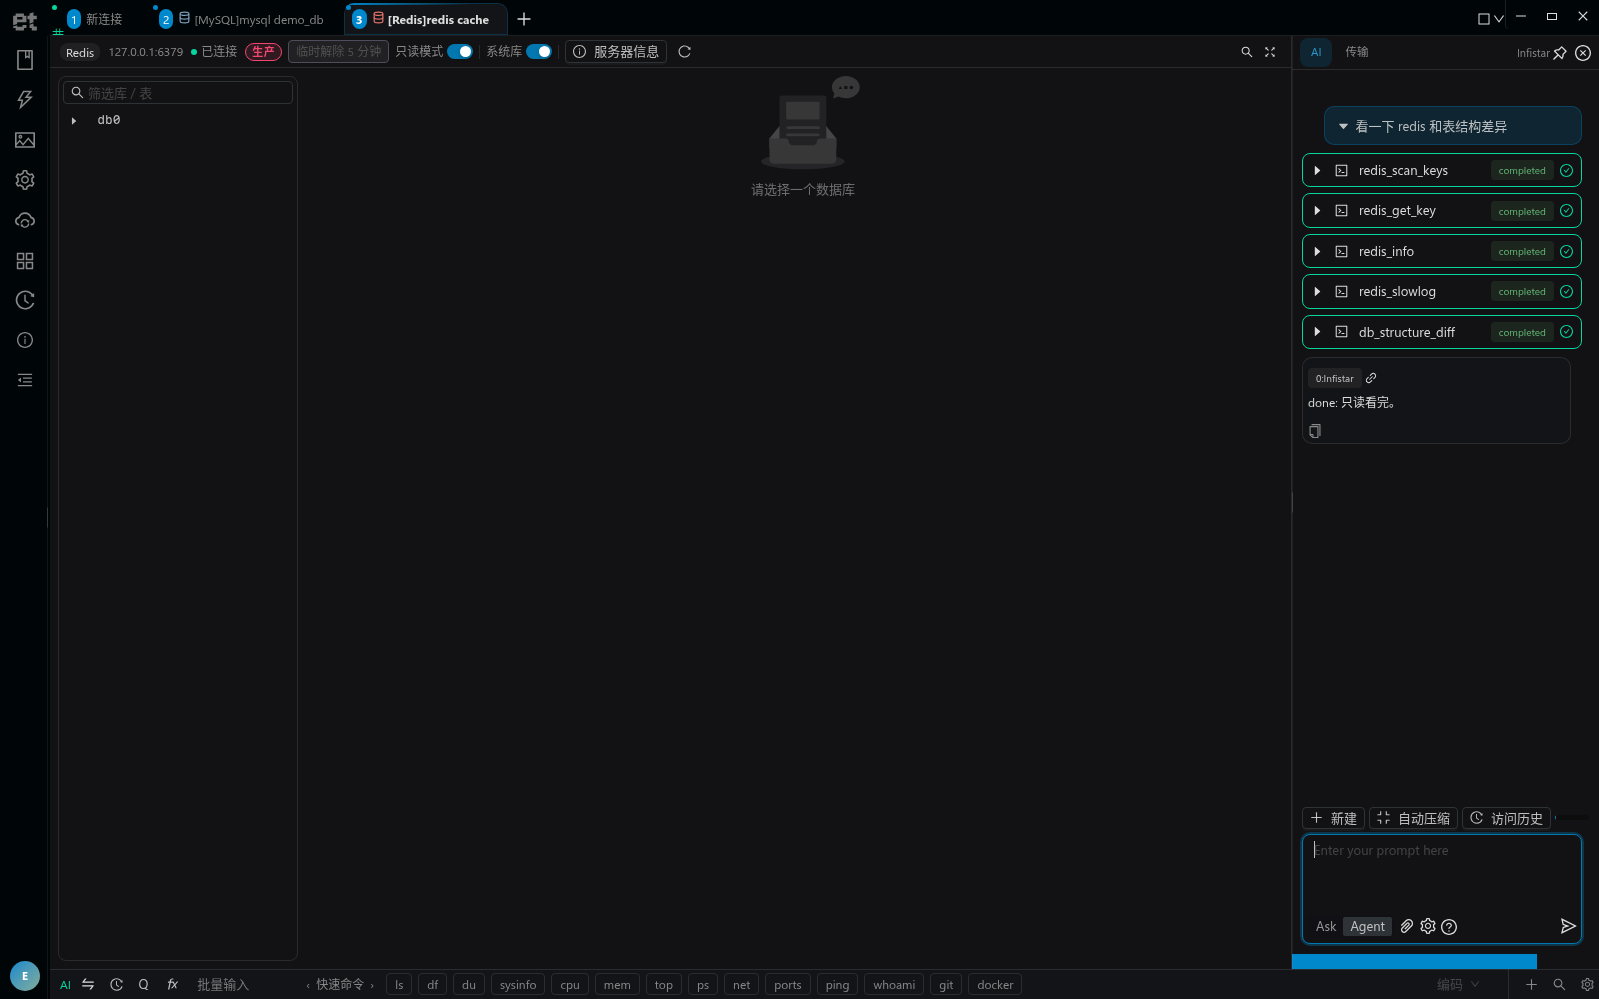 et
1 新连接
2 [MySQL]mysql demo_db
3 [Redis]redis cache
Redis 127.0.0.1:6379 已连接 生产 临时解除 5 分钟 只读模式 系统库 服务器信息
筛选库 / 表
db0
请选择一个数据库
AI 传输 Infistar
看一下 redis 和表结构差异
redis_scan_keys completed
redis_get_key completed
redis_info completed
redis_slowlog completed
db_structure_diff completed
0:Infistar
done: 只读看完。
新建 自动压缩 访问历史
Enter your prompt here
Ask Agent
E
AI Q fx 批量输入 ‹ 快速命令 › ls df du sysinfo cpu mem top ps net ports ping whoami git docker 编码